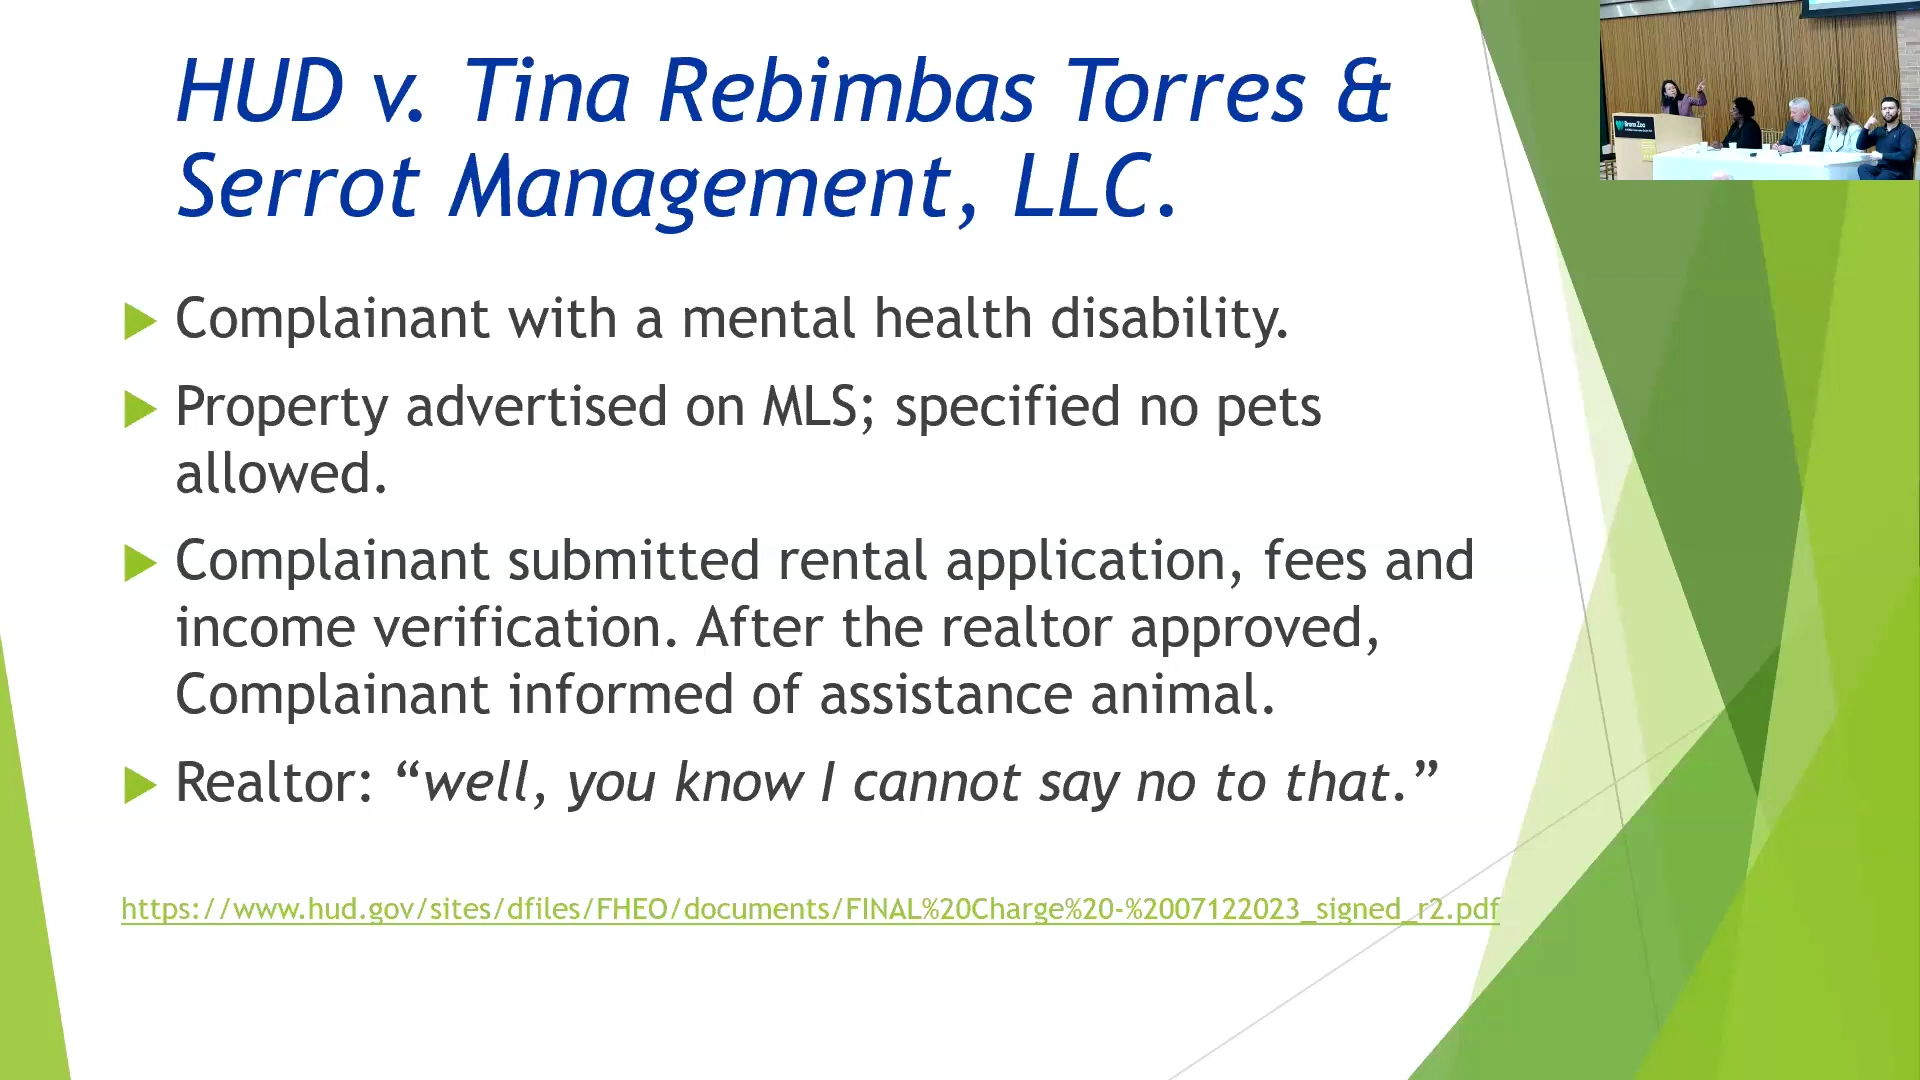 HUD v. Tina Rebimbas Torres &
Serrot Management, LLC.
Complainant with a mental health disability.
Property advertised on MLS; specified no pets
allowed.
Complainant submitted rental application, fees and
income verification. After the realtor approved,
Complainant informed of assistance animal.
Realtor: “well, you know I cannot say no to that.”
https://www.hud.gov/sites/dfiles/FHEO/documents/FINAL%20Charge%20-%2007122023_signed_r2.pdf
Bronx Zoo